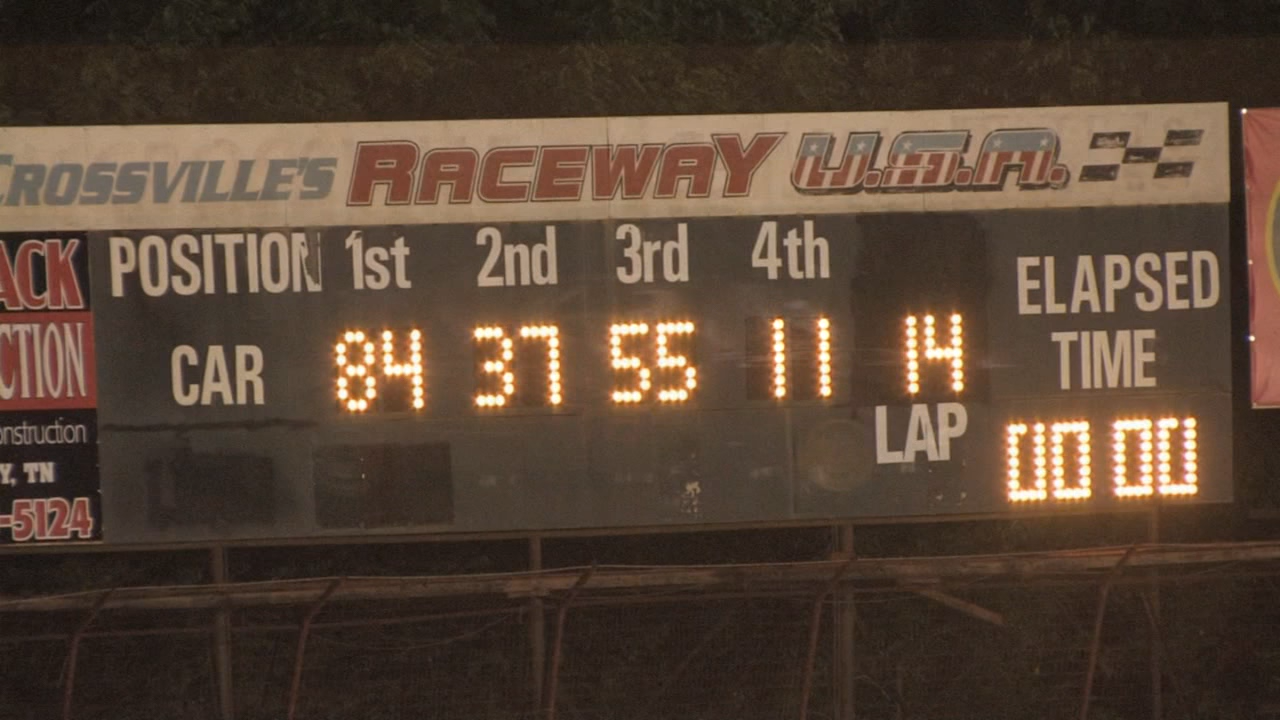 CROSSVILLE'S RACEWAY U.S.A.
POSITION 1st 2nd 3rd 4th
CAR 84 37 55 11 14
LAP
ELAPSED
TIME
00 00
ACK
CTION
onstruction
Y, TN
-5124